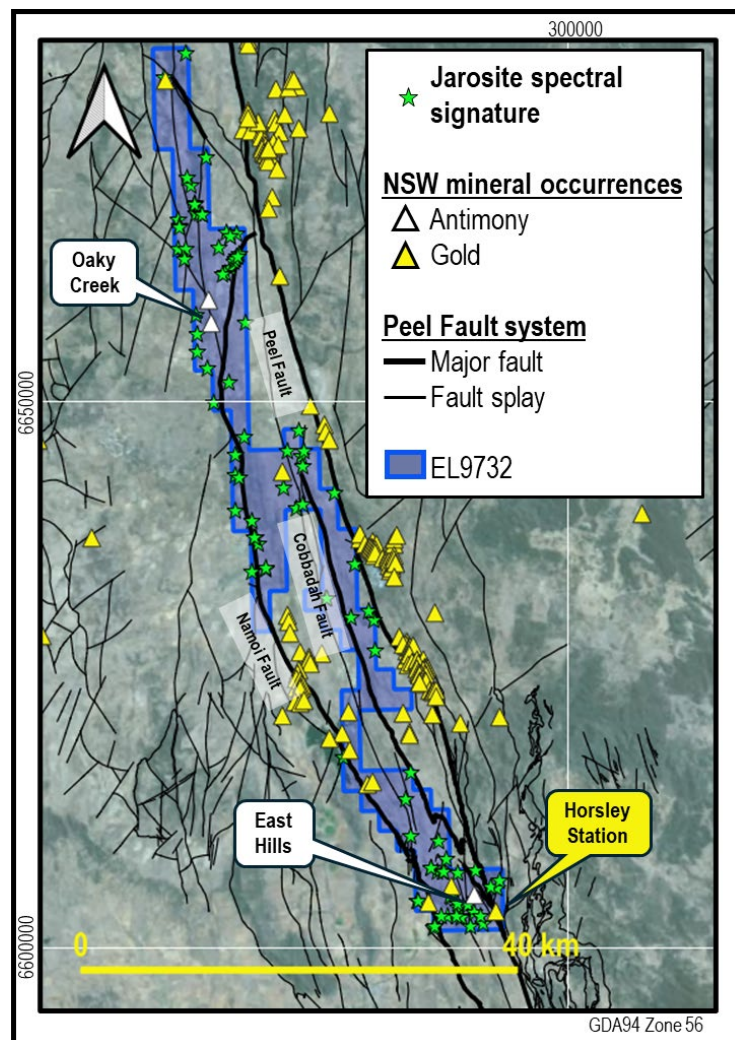 300000
Jarosite spectral
signature
NSW mineral occurrences
Antimony
Gold
Peel Fault system
Major fault
Fault splay
EL9732
Oaky
Creek
Peel Fault
6650000
Cobbadah Fault
Namoi Fault
East
Hills
Horsley
Station
6600000
0
40 km
GDA94 Zone 56